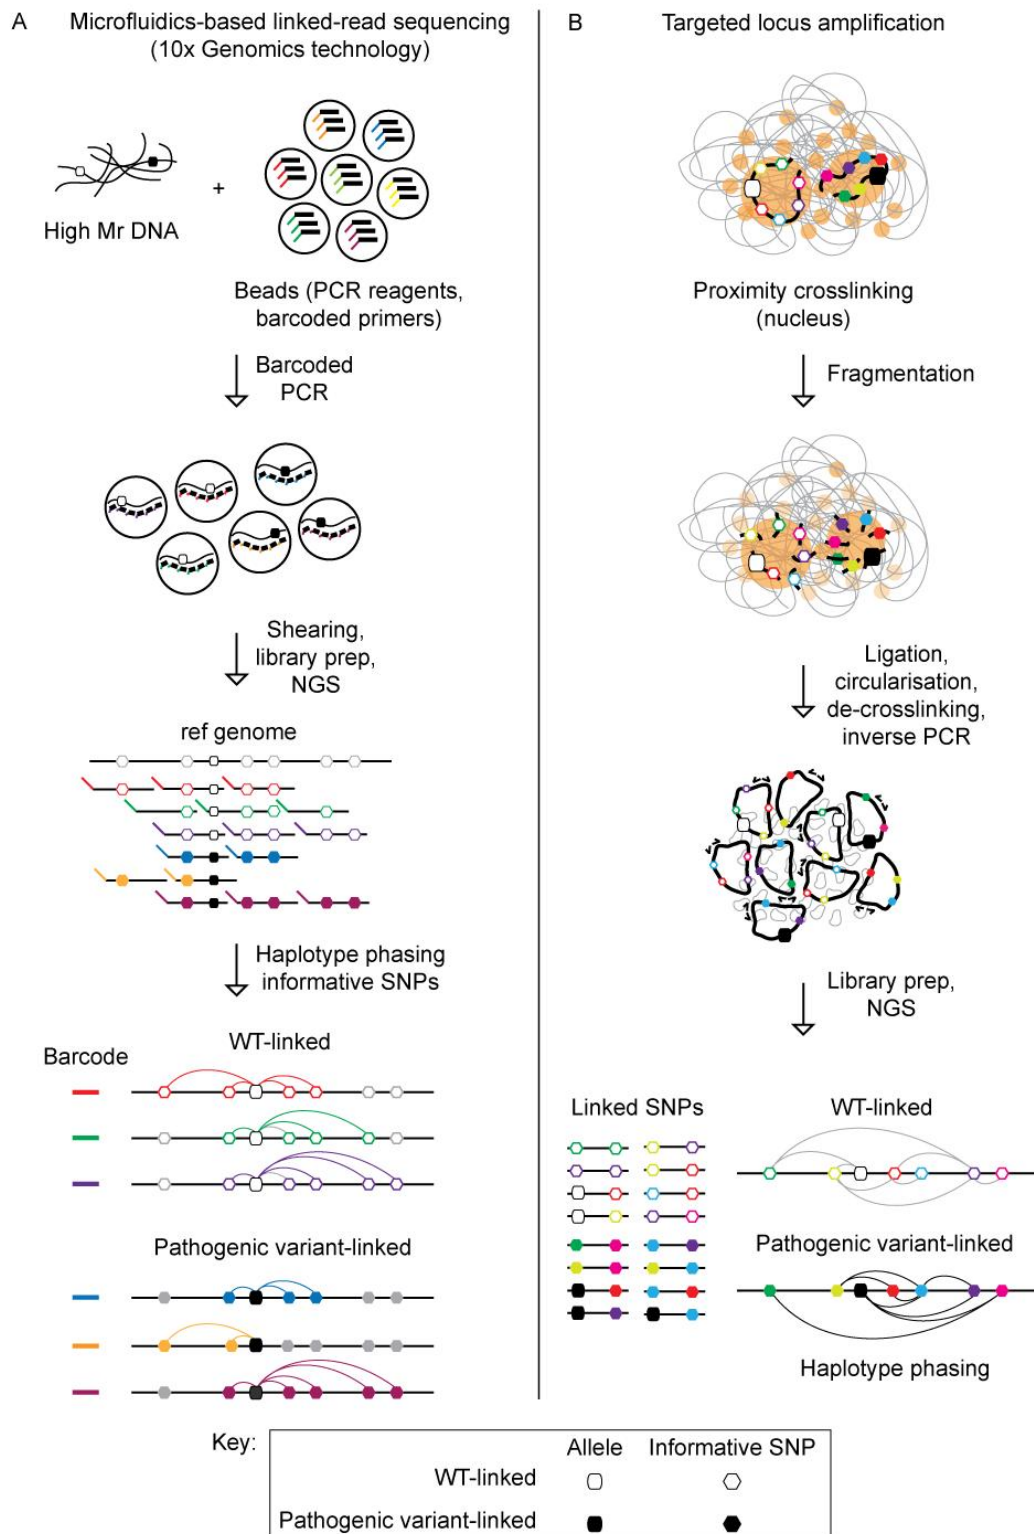 A
Microfluidics-based linked-read sequencing
(10x Genomics technology)
High Mr DNA
+
Beads (PCR reagents,
barcoded primers)
Barcoded
PCR
Shearing,
library prep,
NGS
ref genome
Haplotype phasing
informative SNPs
WT-linked
Barcode
Pathogenic variant-linked
B
Targeted locus amplification
Proximity crosslinking
(nucleus)
Fragmentation
Ligation,
circularisation,
de-crosslinking,
inverse PCR
Library prep,
NGS
Linked SNPs
WT-linked
Pathogenic variant-linked
Haplotype phasing
Key:
Allele Informative SNP
WT-linked
Pathogenic variant-linked